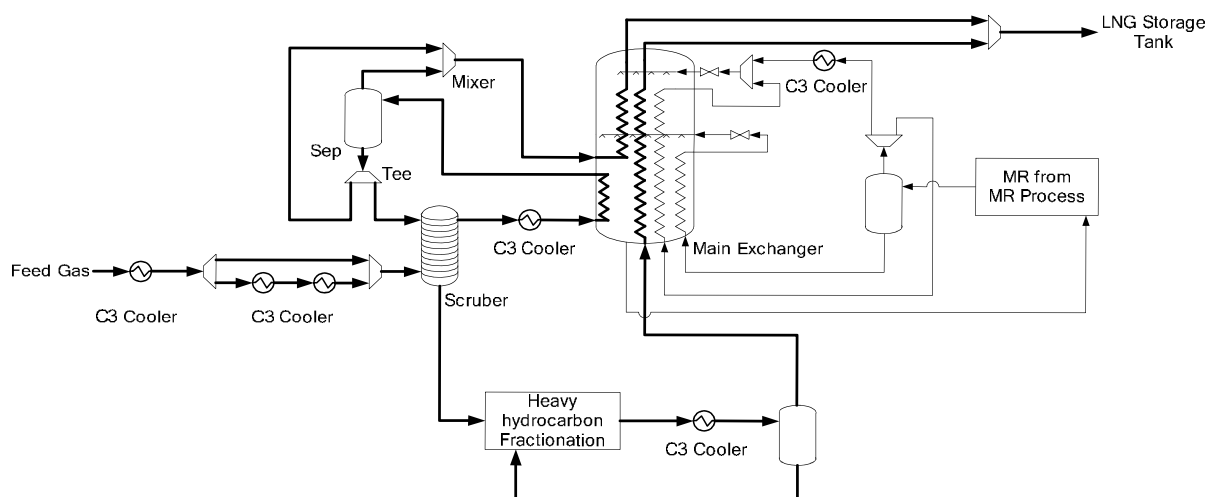 LNG Storage
Tank
C3 Cooler
Mixer
Sep
Tee
MR from
MR Process
C3 Cooler
Main Exchanger
Feed Gas
Scruber
C3 Cooler
C3 Cooler
Heavy
hydrocarbon
Fractionation
C3 Cooler